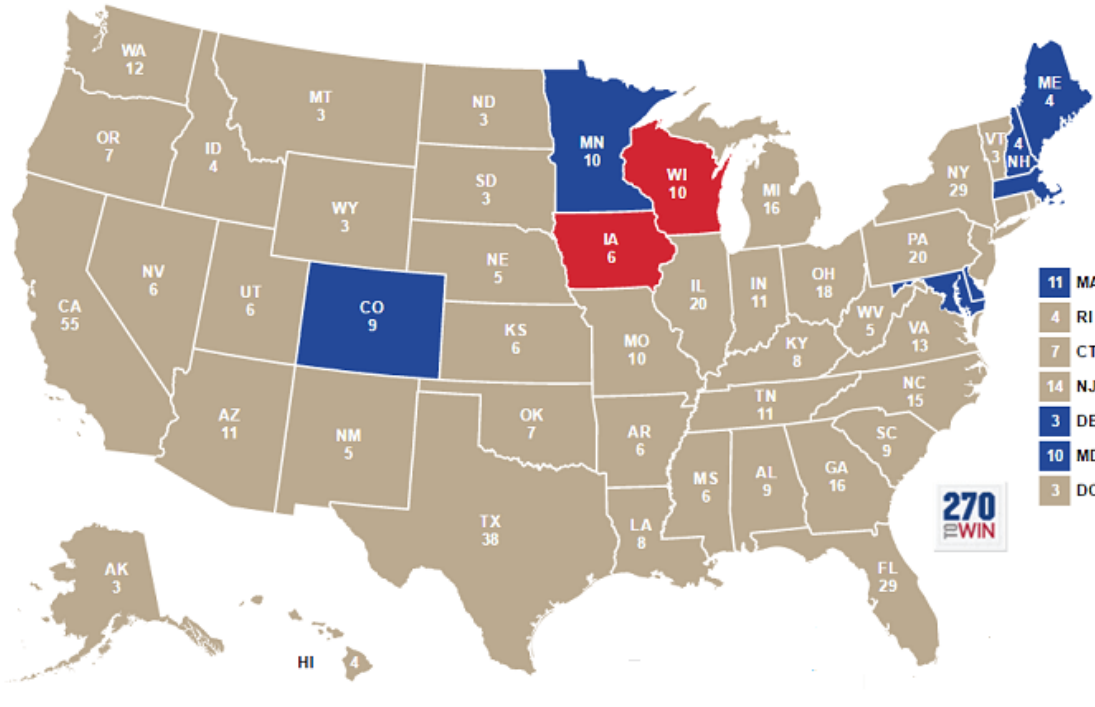 WA
12
MT
3
ND
3
MN
10
ME
4
VT
3
4
NH
OR
7
ID
4
SD
3
WI
10
MI
16
NY
29
WY
3
IA
6
NE
5
PA
20
NV
6
UT
6
CO
9
IL
20
IN
11
OH
18
WV
5
VA
13
CA
55
KS
6
MO
10
KY
8
NC
15
TN
11
AZ
11
NM
5
OK
7
AR
6
SC
9
MS
6
AL
9
GA
16
TX
38
LA
8
FL
29
AK
3
HI
4
11 MA
4 RI
7 CT
14 NJ
3 DE
10 MD
3 DC
270
TO WIN